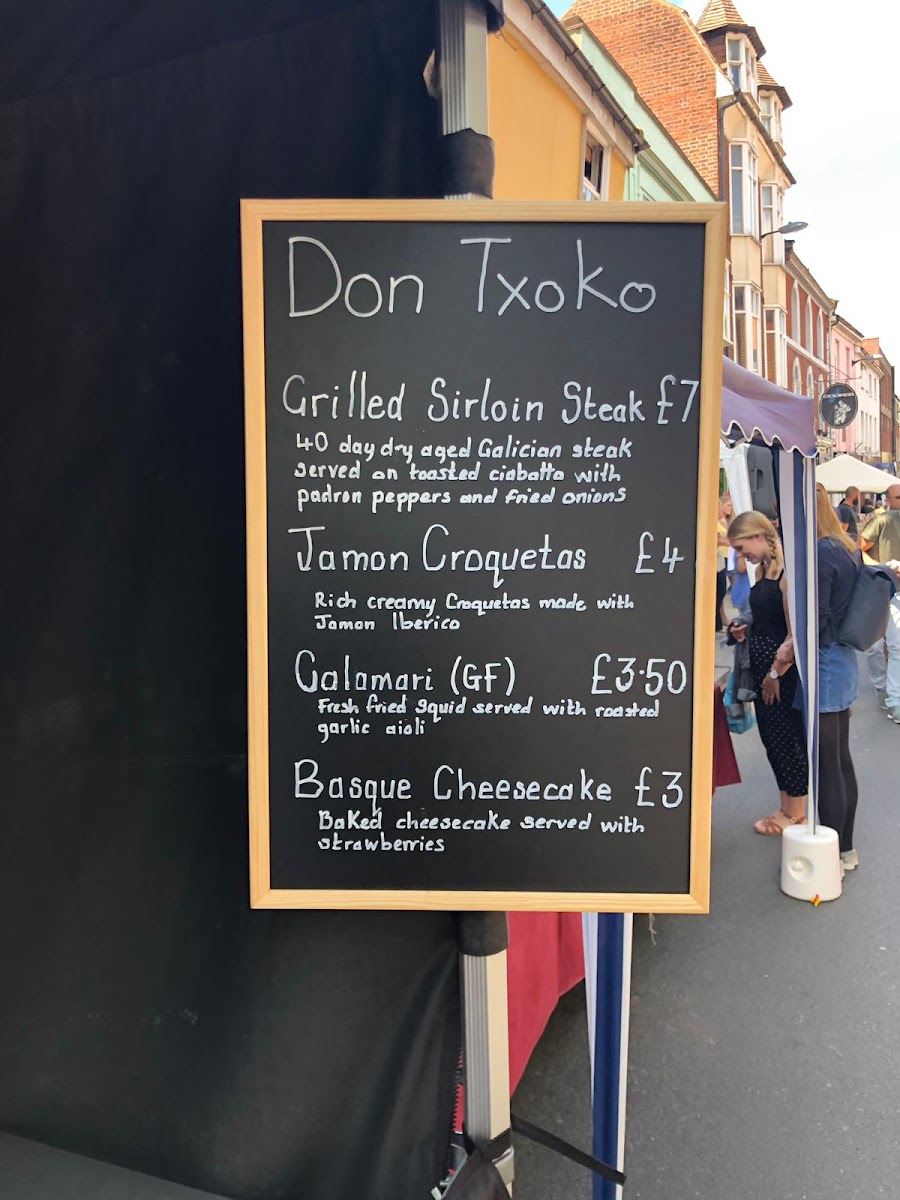 Don Txoko
Grilled Sirloin Steak £7
40 day dry aged Galician steak
served on toasted ciabatta with
padron peppers and fried onions
Jamon Croquetas £4
Rich creamy Croquetas made with
Jamon Iberico
Calamari (GF) £3.50
Fresh fried squid served with roasted
garlic aioli
Basque Cheesecake £3
Baked cheesecake served with
strawberries